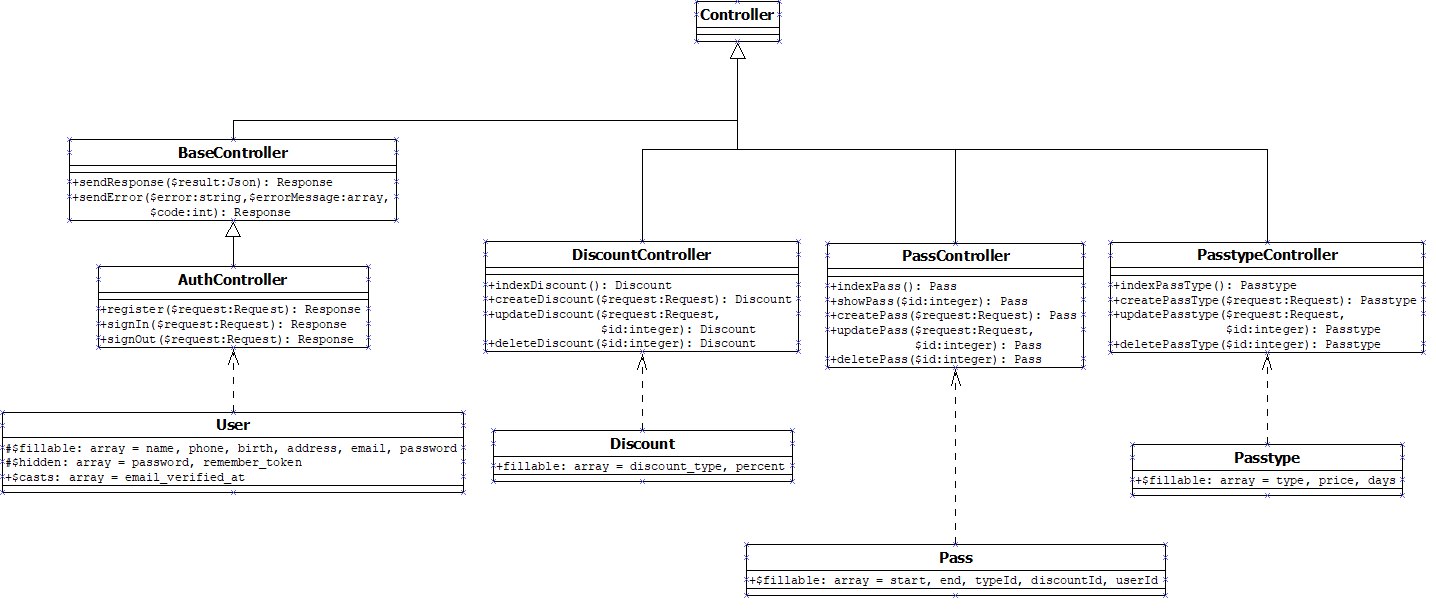 Controller
BaseController
+sendResponse($result:Json): Response
+sendError($error:string,$errorMessage:array,
$code:int): Response
AuthController
+register($request:Request): Response
+signIn($request:Request): Response
+signOut($request:Request): Response
DiscountController
+indexDiscount(): Discount
+createDiscount($request:Request): Discount
+updateDiscount($request:Request,
$id:integer): Discount
+deleteDiscount($id:integer): Discount
PassController
+indexPass(): Pass
+showPass($id:integer): Pass
+createPass($request:Request): Pass
+updatePass($request:Request,
$id:integer): Pass
+deletePass($id:integer): Pass
PasstypeController
+indexPassType(): Passtype
+createPassType($request:Request): Passtype
+updatePasstype($request:Request,
$id:integer): Passtype
+deletePassType($id:integer): Passtype
User
#$fillable: array = name, phone, birth, address, email, password
#$hidden: array = password, remember_token
+$casts: array = email_verified_at
Discount
+fillable: array = discount_type, percent
Passtype
+$fillable: array = type, price, days
Pass
+$fillable: array = start, end, typeId, discountId, userId